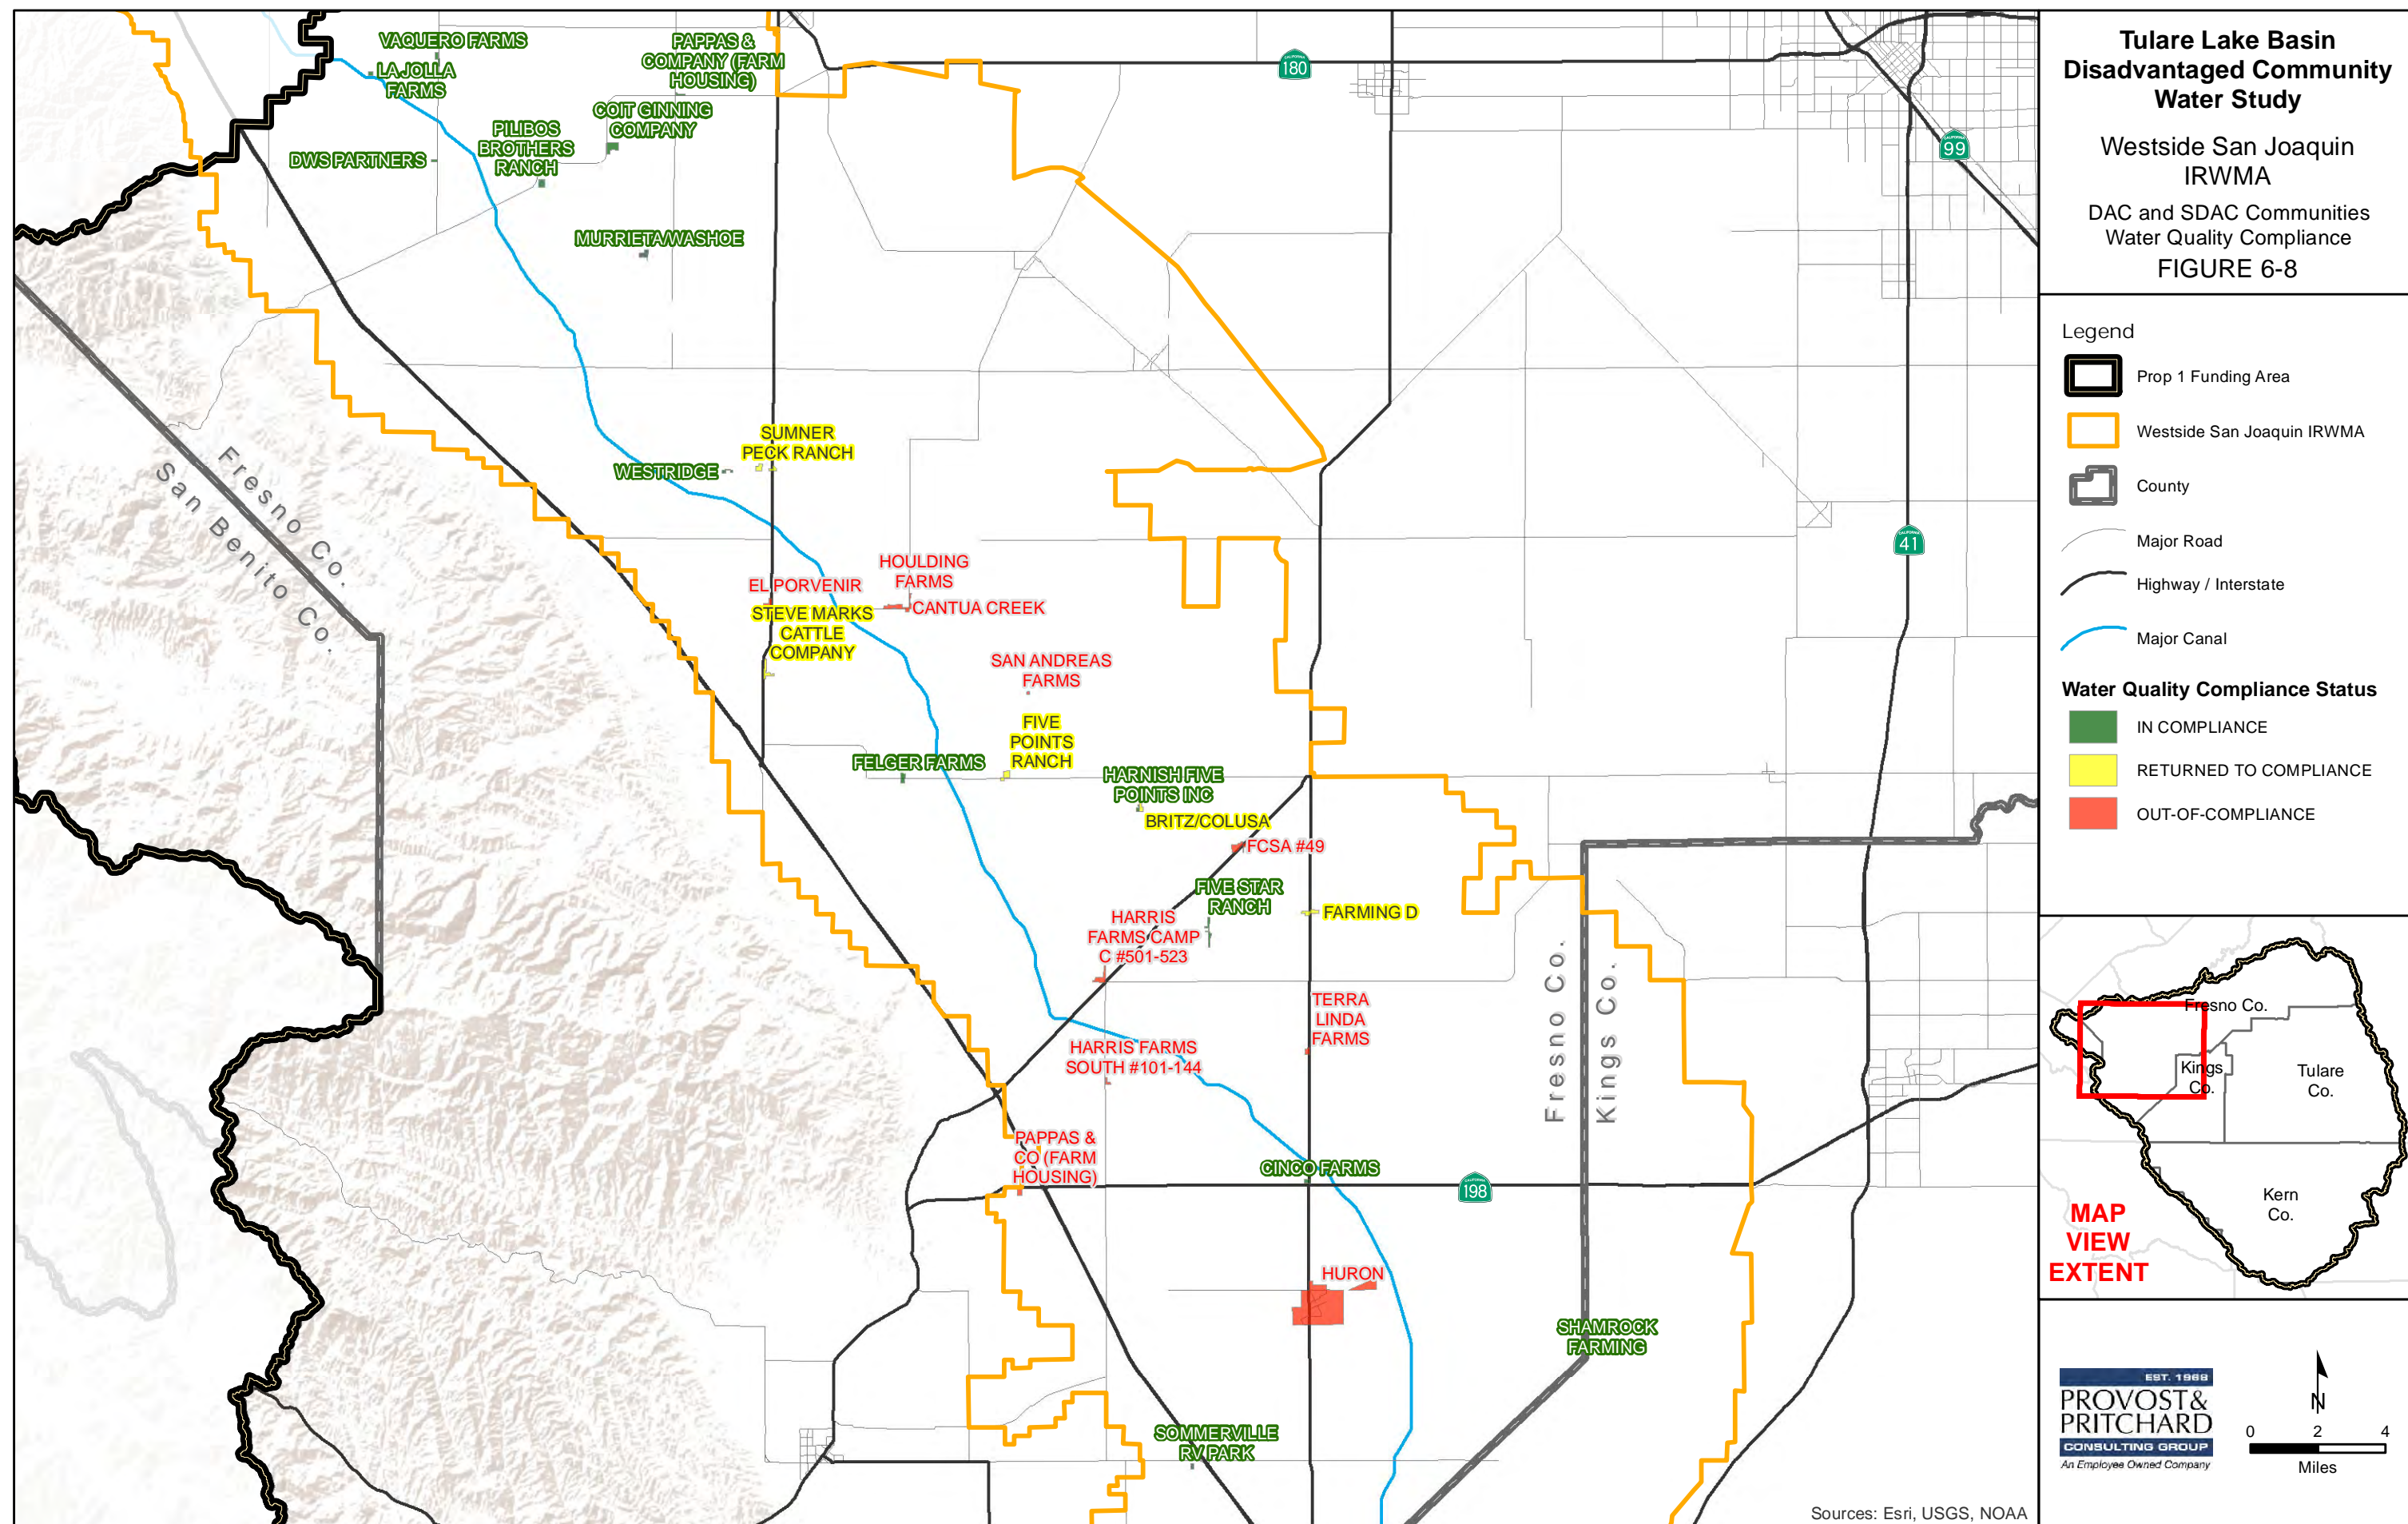 VAQUERO FARMS
LA JOLLA
FARMS
PAPPAS &
COMPANY (FARM
HOUSING)
COIT GINNING
COMPANY
PILIBOS
BROTHERS
RANCH
DWS PARTNERS
MURRIETA/WASHOE
CALIFORNIA
180
CALIFORNIA
99
SUMNER
PECK RANCH
WESTRIDGE
Fresno Co.
San Benito Co.
CALIFORNIA
41
HOULDING
FARMS
EL PORVENIR
CANTUA CREEK
STEVE MARKS
CATTLE
COMPANY
SAN ANDREAS
FARMS
FIVE
POINTS
RANCH
FELGER FARMS
HARNISH FIVE
POINTS INC
BRITZ/COLUSA
FCSA #49
FIVE STAR
RANCH
FARMING D
HARRIS
FARMS CAMP
C #501-523
TERRA
LINDA
FARMS
HARRIS FARMS
SOUTH #101-144
Fresno Co.
Kings Co.
PAPPAS &
CO (FARM
HOUSING)
CINCO FARMS
CALIFORNIA
198
HURON
SHAMROCK
FARMING
SOMMERVILLE
RV PARK
Sources: Esri, USGS, NOAA
Tulare Lake Basin
Disadvantaged Community
Water Study
Westside San Joaquin
IRWMA
DAC and SDAC Communities
Water Quality Compliance
FIGURE 6-8
Legend
Prop 1 Funding Area
Westside San Joaquin IRWMA
County
Major Road
Highway / Interstate
Major Canal
Water Quality Compliance Status
IN COMPLIANCE
RETURNED TO COMPLIANCE
OUT-OF-COMPLIANCE
Fresno Co.
Kings
Co.
Tulare
Co.
Kern
Co.
MAP
VIEW
EXTENT
EST. 1968
PROVOST&
PRITCHARD
CONSULTING GROUP
An Employee Owned Company
N
0 2 4
Miles